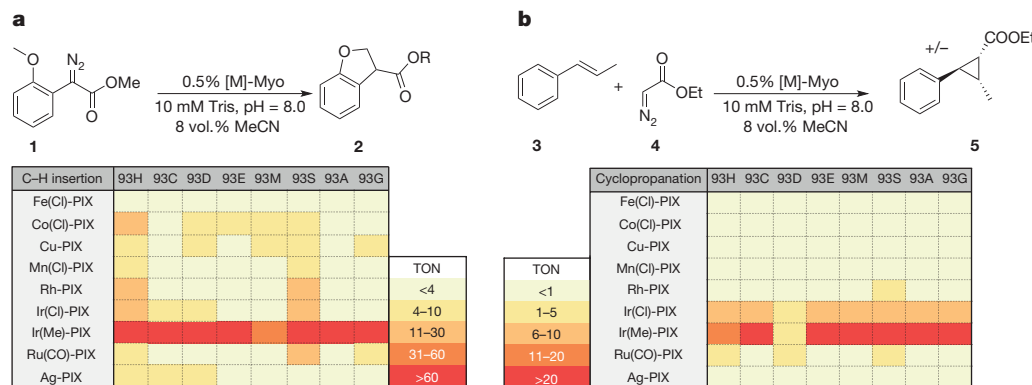 a
N2
O
OMe
O
1
0.5% [M]-Myo
10 mM Tris, pH = 8.0
8 vol.% MeCN
O
OR
O
2
C–H insertion 93H 93C 93D 93E 93M 93S 93A 93G
Fe(Cl)-PIX
Co(Cl)-PIX
Cu-PIX
Mn(Cl)-PIX
Rh-PIX
Ir(Cl)-PIX
Ir(Me)-PIX
Ru(CO)-PIX
Ag-PIX
TON
<4
4–10
11–30
31–60
>60
b
3
+
O
OEt
N2
4
0.5% [M]-Myo
10 mM Tris, pH = 8.0
8 vol.% MeCN
+/−
COOEt
5
TON
<1
1–5
6–10
11–20
>20
Cyclopropanation 93H 93C 93D 93E 93M 93S 93A 93G
Fe(Cl)-PIX
Co(Cl)-PIX
Cu-PIX
Mn(Cl)-PIX
Rh-PIX
Ir(Cl)-PIX
Ir(Me)-PIX
Ru(CO)-PIX
Ag-PIX